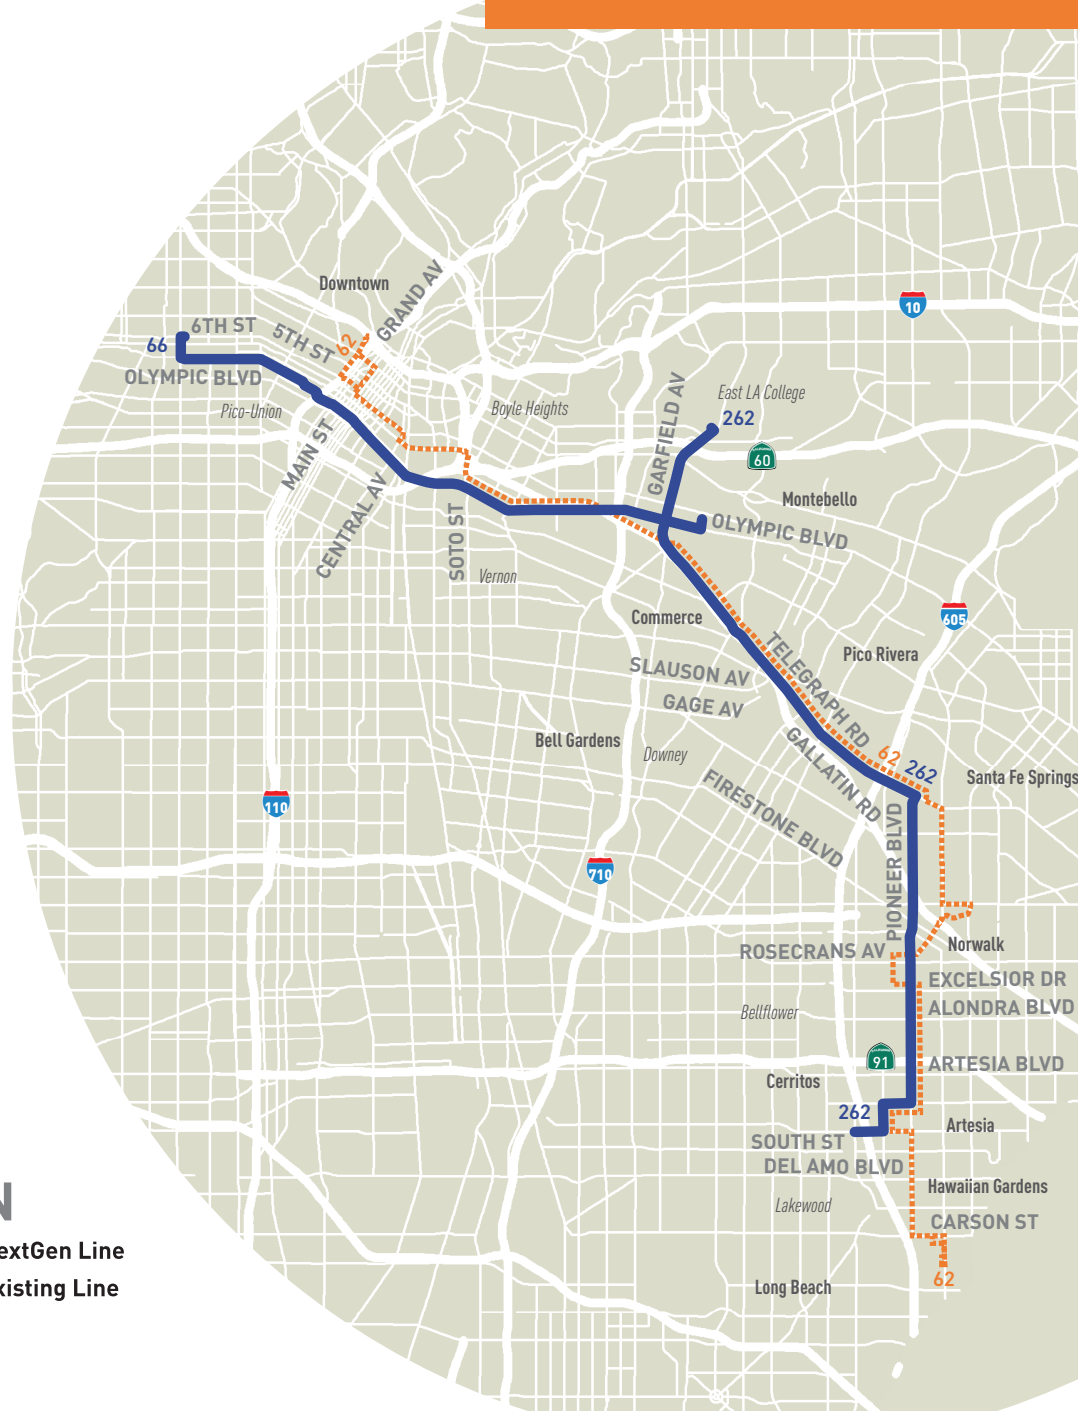 10
Downtown
GRAND AV
6TH ST
5TH ST
62
66
OLYMPIC BLVD
Pico-Union
Boyle Heights
East LA College
262
GARFIELD AV
60
MAIN ST
CENTRAL AV
SOTO ST
Montebello
OLYMPIC BLVD
Vernon
Commerce
605
TELEGRAPH RD
Pico Rivera
SLAUSON AV
GAGE AV
GALLATIN RD
Bell Gardens
Downey
62
262
Santa Fe Springs
FIRESTONE BLVD
110
710
PIONEER BLVD
Norwalk
ROSECRANS AV
EXCELSIOR DR
ALONDRA BLVD
Bellflower
91
ARTESIA BLVD
Cerritos
262
Artesia
SOUTH ST
DEL AMO BLVD
Hawaiian Gardens
Lakewood
CARSON ST
62
Long Beach
N
extGen Line
xisting Line